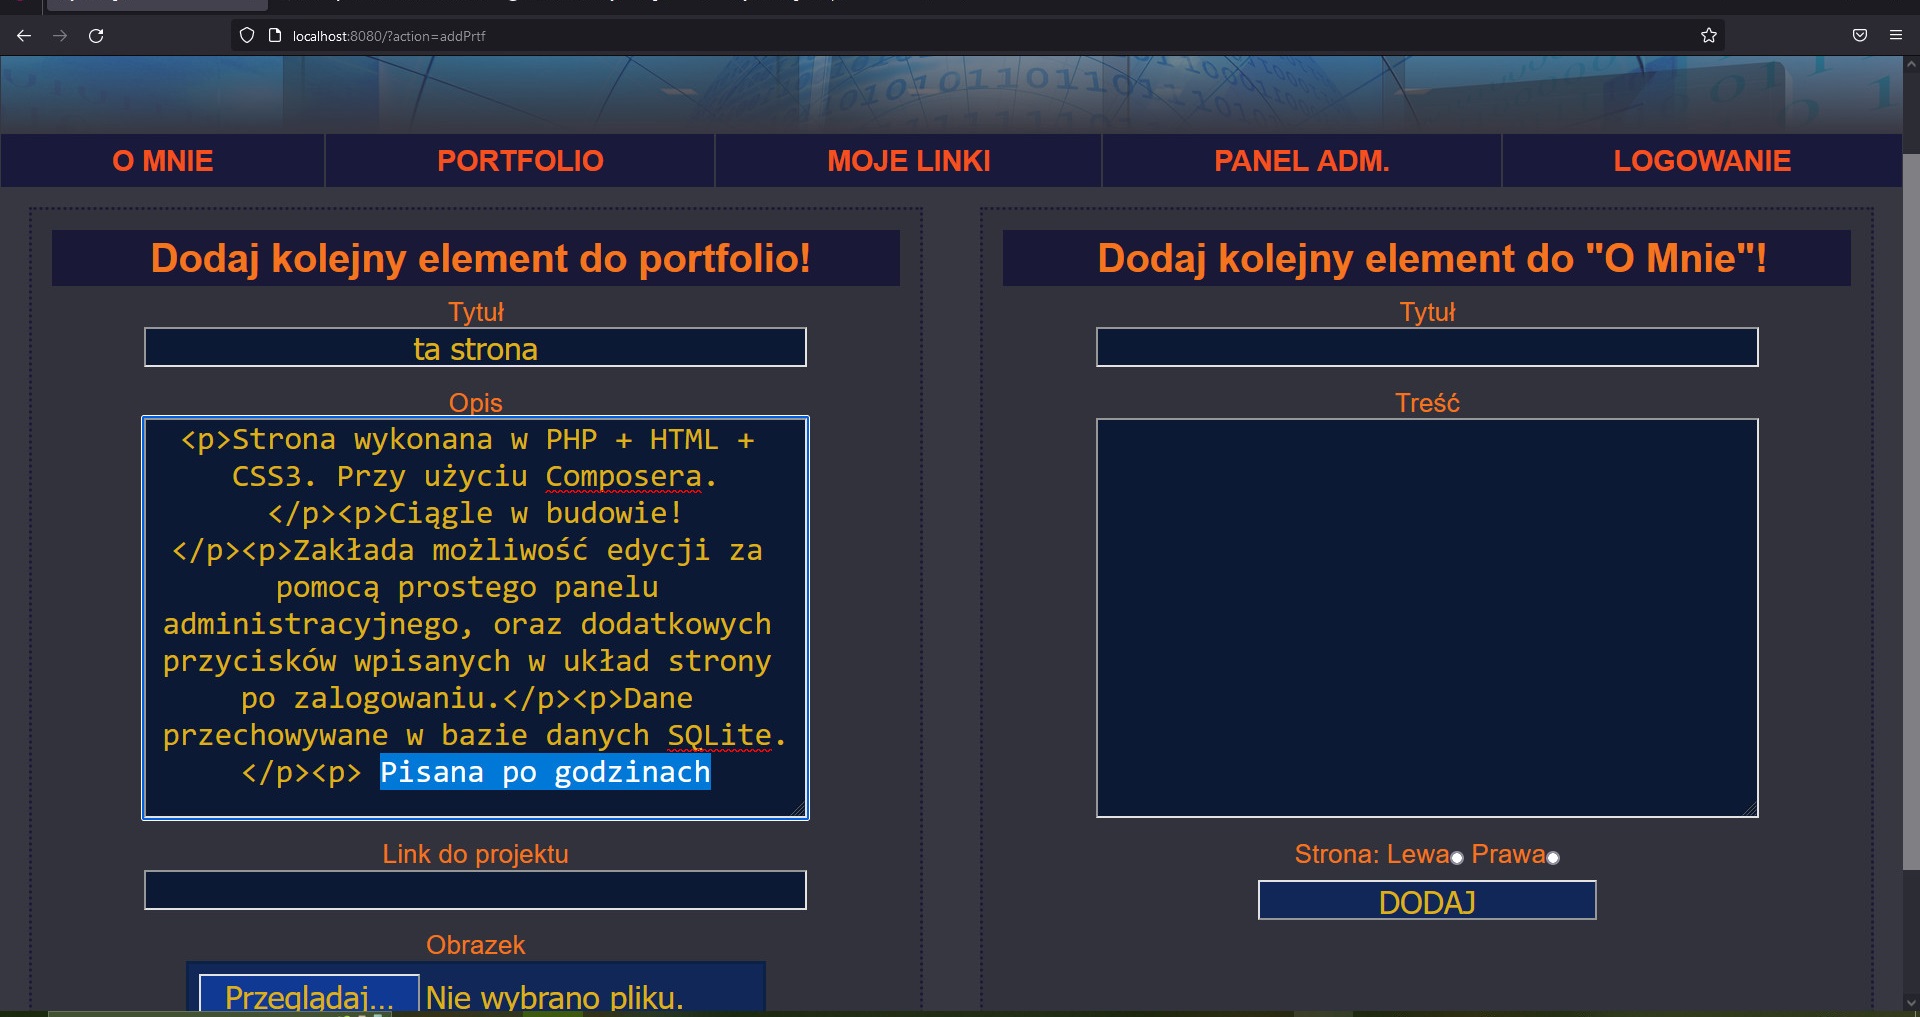 localhost:8080/?action=addPrtf
O MNIE
PORTFOLIO
MOJE LINKI
PANEL ADM.
LOGOWANIE
Dodaj kolejny element do portfolio!
Tytuł
ta strona
Opis
<p>Strona wykonana w PHP + HTML +
CSS3. Przy użyciu Composera.
</p><p>Ciągle w budowie!
</p><p>Zakłada możliwość edycji za
pomocą prostego panelu
administracyjnego, oraz dodatkowych
przycisków wpisanych w układ strony
po zalogowaniu.</p><p>Dane
przechowywane w bazie danych SQLite.
</p><p> Pisana po godzinach
Link do projektu
Obrazek
Przeglądaj... Nie wybrano pliku.
Dodaj kolejny element do "O Mnie"!
Tytuł
Treść
Strona: Lewa Prawa
DODAJ